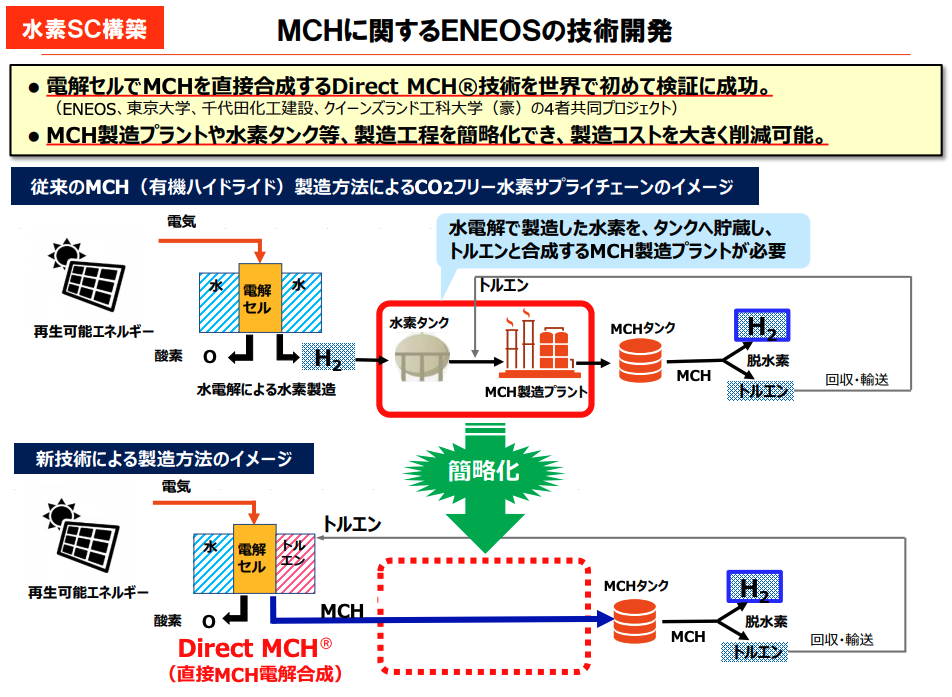 水素SC構築
MCHに関するENEOSの技術開発
● 電解セルでMCHを直接合成するDirect MCH®技術を世界で初めて検証に成功。
（ENEOS、東京大学、千代田化工建設、クイーンズランド工科大学（豪）の4者共同プロジェクト）
● MCH製造プラントや水素タンク等、製造工程を簡略化でき、製造コストを大きく削減可能。
従来のMCH（有機ハイドライド）製造方法によるCO2フリー水素サプライチェーンのイメージ
電気
水電解で製造した水素を、タンクへ貯蔵し、
トルエンと合成するMCH製造プラントが必要
水
電解
セル
水
トルエン
再生可能エネルギー
水素タンク
MCHタンク
H2
酸素
O
H2
脱水素
MCH
水電解による水素製造
MCH製造プラント
トルエン
回収・輸送
新技術による製造方法のイメージ
簡略化
電気
トルエン
水
電解
セル
トル
エン
再生可能エネルギー
MCHタンク
H2
酸素
O
MCH
脱水素
MCH
Direct MCH®
（直接MCH電解合成）
トルエン
回収・輸送